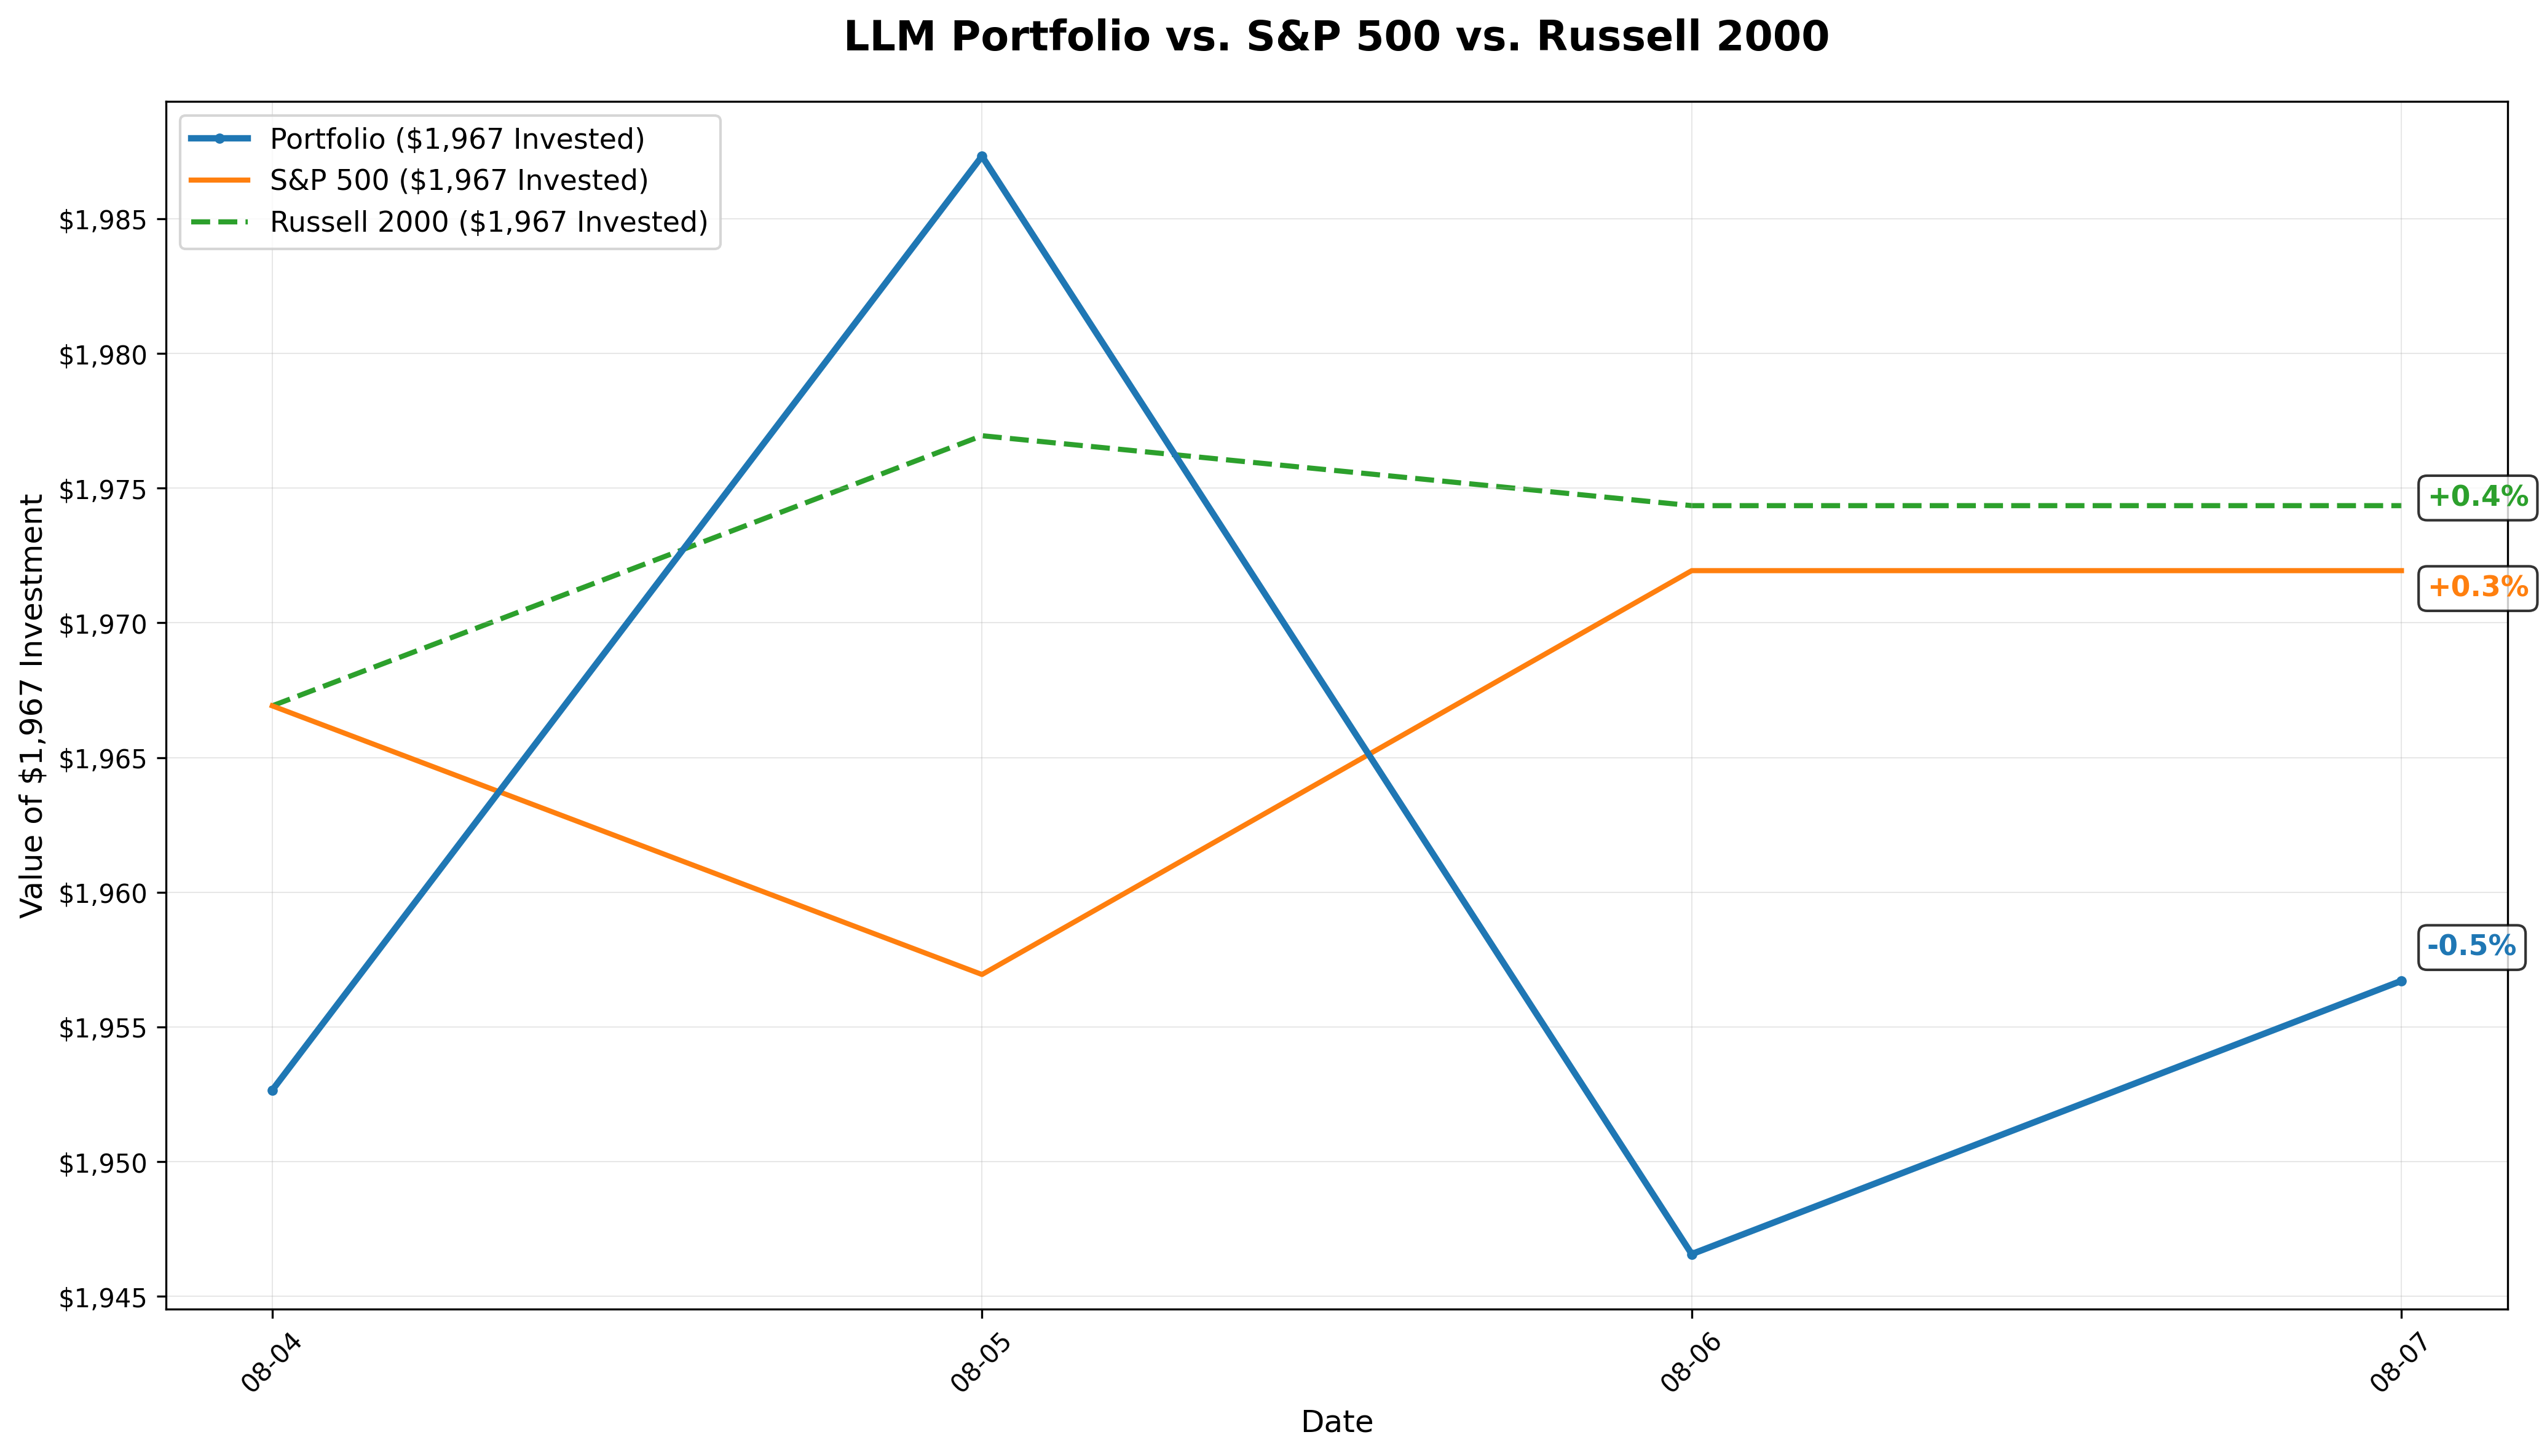 LLM Portfolio vs. S&P 500 vs. Russell 2000
Portfolio ($1,967 Invested)
S&P 500 ($1,967 Invested)
Russell 2000 ($1,967 Invested)
Value of $1,967 Investment
$1,985
$1,980
$1,975
$1,970
$1,965
$1,960
$1,955
$1,950
$1,945
+0.4%
+0.3%
-0.5%
08-04
08-05
08-06
08-07
Date